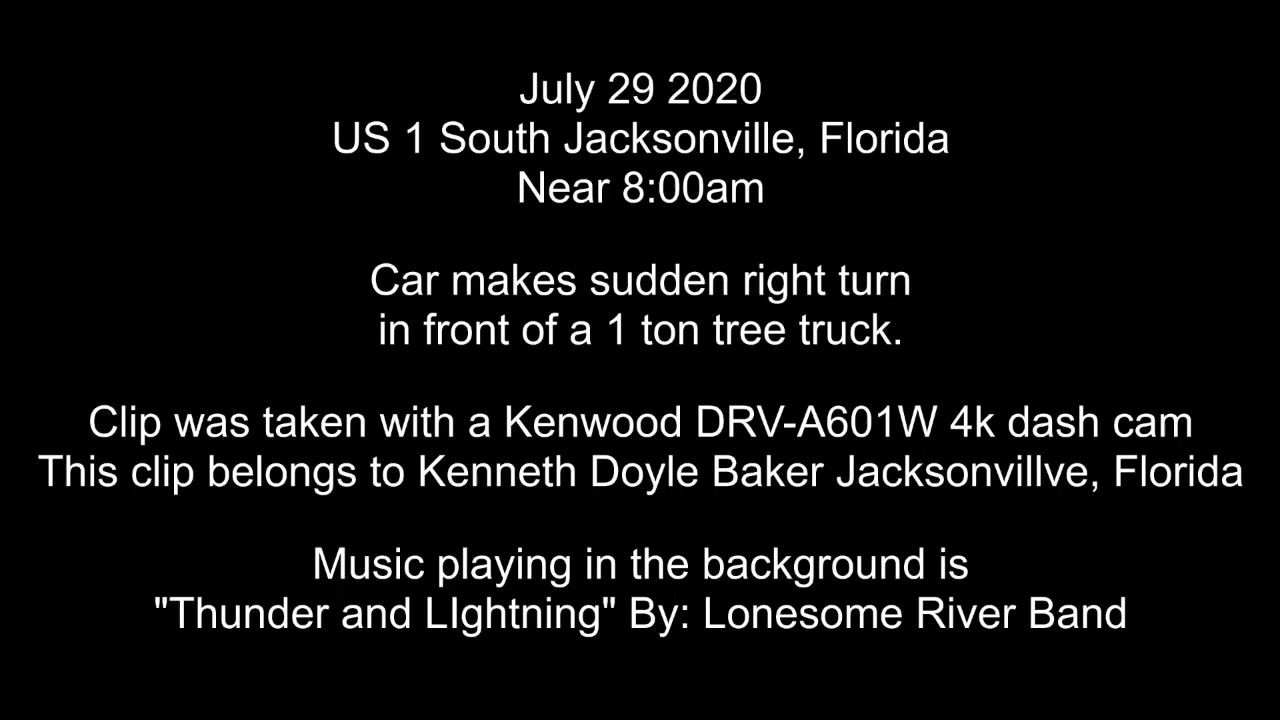 July 29 2020
US 1 South Jacksonville, Florida
Near 8:00am
Car makes sudden right turn
in front of a 1 ton tree truck.
Clip was taken with a Kenwood DRV-A601W 4k dash cam
This clip belongs to Kenneth Doyle Baker Jacksonvillve, Florida
Music playing in the background is
"Thunder and LIghtning" By: Lonesome River Band